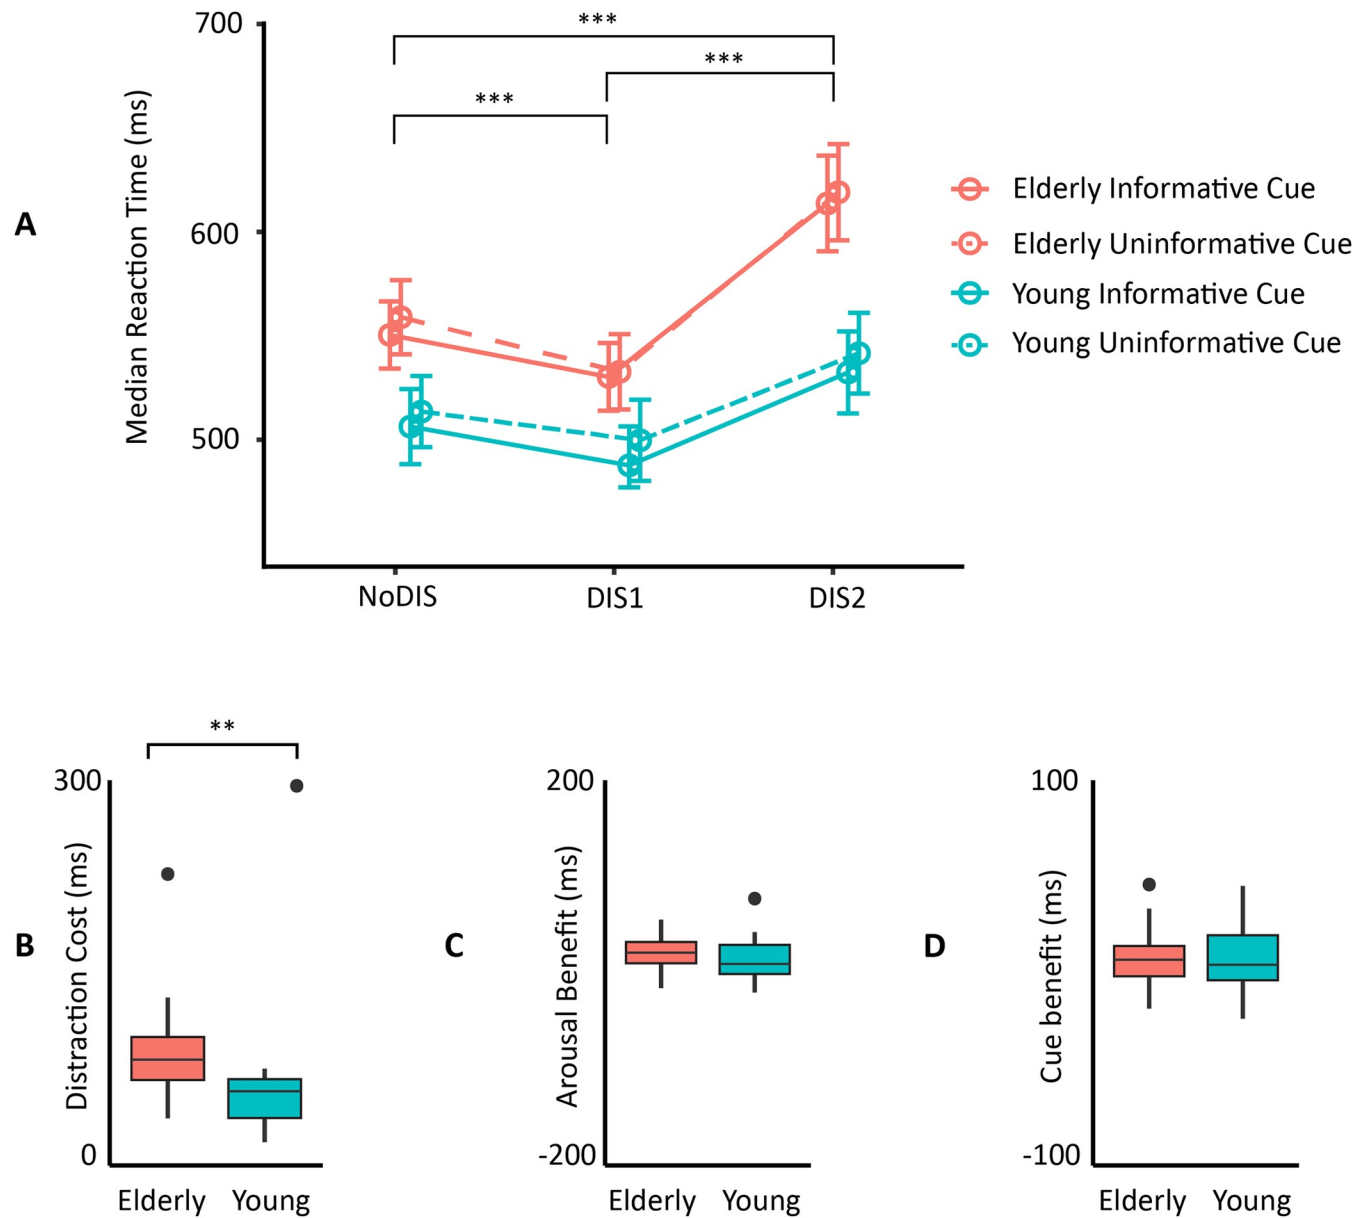 700
***
***
***
Median Reaction Time (ms)
A
600
500
NoDIS
DIS1
DIS2
Elderly Informative Cue
Elderly Uninformative Cue
Young Informative Cue
Young Uninformative Cue
**
B
Distraction Cost (ms)
300
0
Elderly
Young
C
Arousal Benefit (ms)
200
-200
Elderly
Young
D
Cue benefit (ms)
100
-100
Elderly
Young